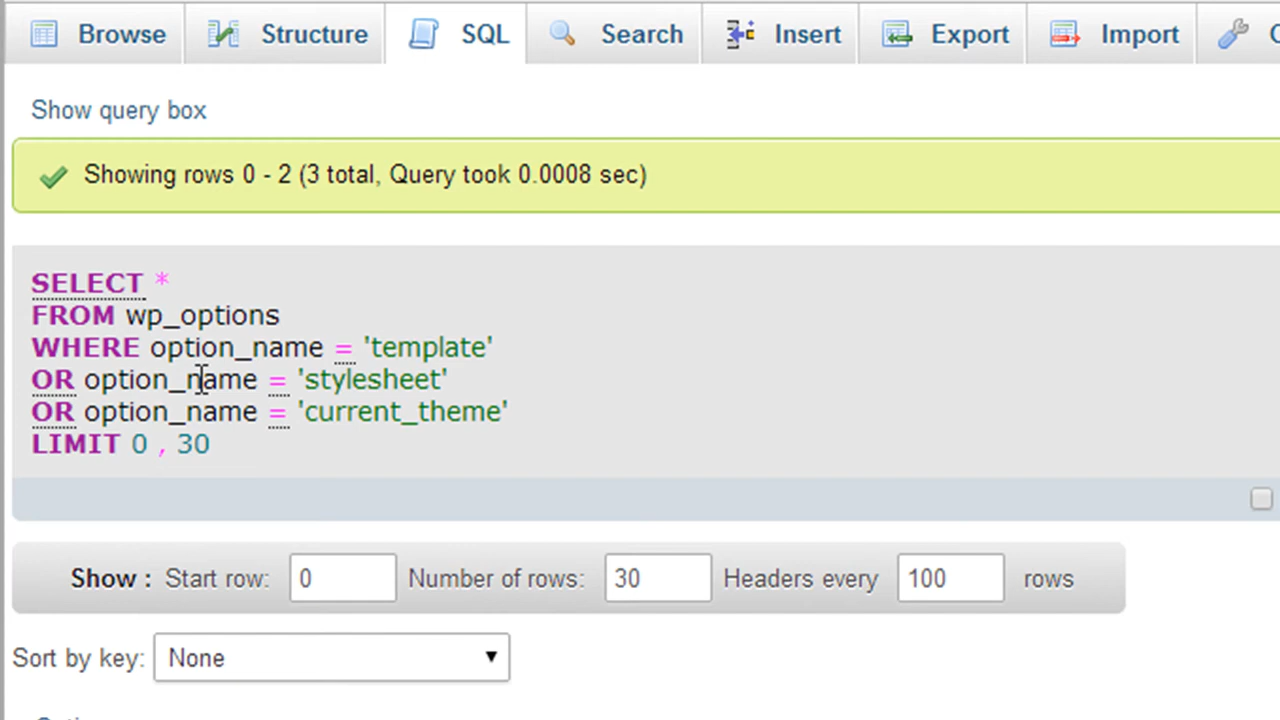 Browse Structure SQL Search Insert Export Import
Show query box
Showing rows 0 - 2 (3 total, Query took 0.0008 sec)
SELECT *
FROM wp_options
WHERE option_name = 'template'
OR option_name = 'stylesheet'
OR option_name = 'current_theme'
LIMIT 0 , 30
Show : Start row: 0 Number of rows: 30 Headers every 100 rows
Sort by key: None